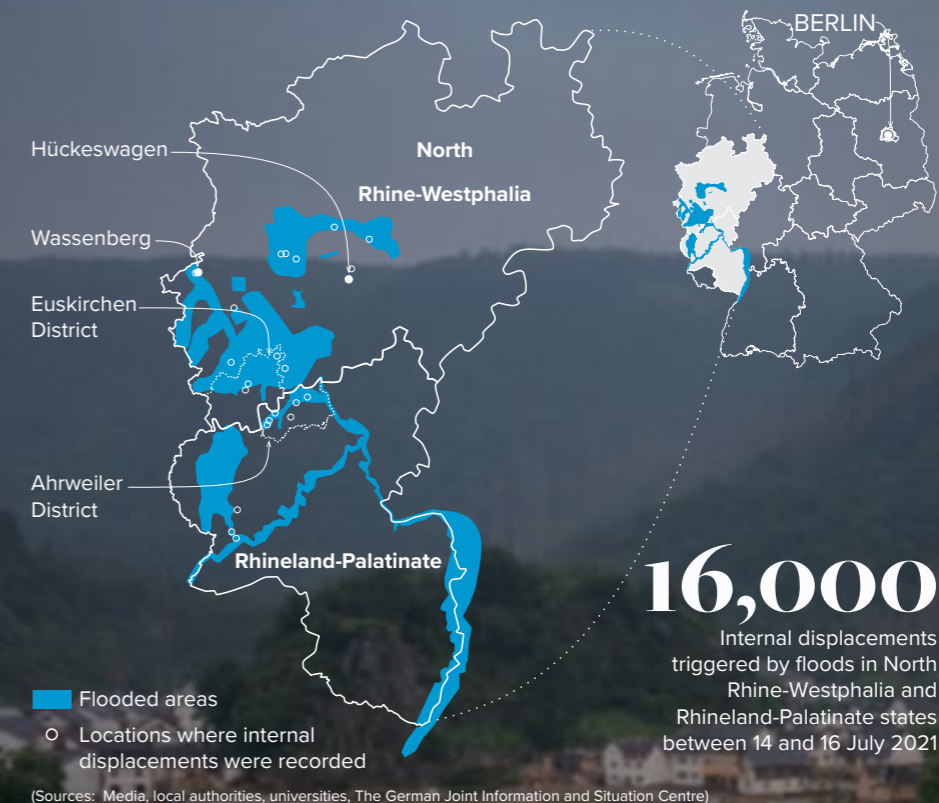 BERLIN
Hückeswagen
North
Rhine-Westphalia
Wassenberg
Euskirchen
District
Ahrweiler
District
Rhineland-Palatinate
16,000
Internal displacements
triggered by floods in North
Rhine-Westphalia and
Rhineland-Palatinate states
between 14 and 16 July 2021
Flooded areas
Locations where internal
displacements were recorded
(Sources: Media, local authorities, universities, The German Joint Information and Situation Centre)